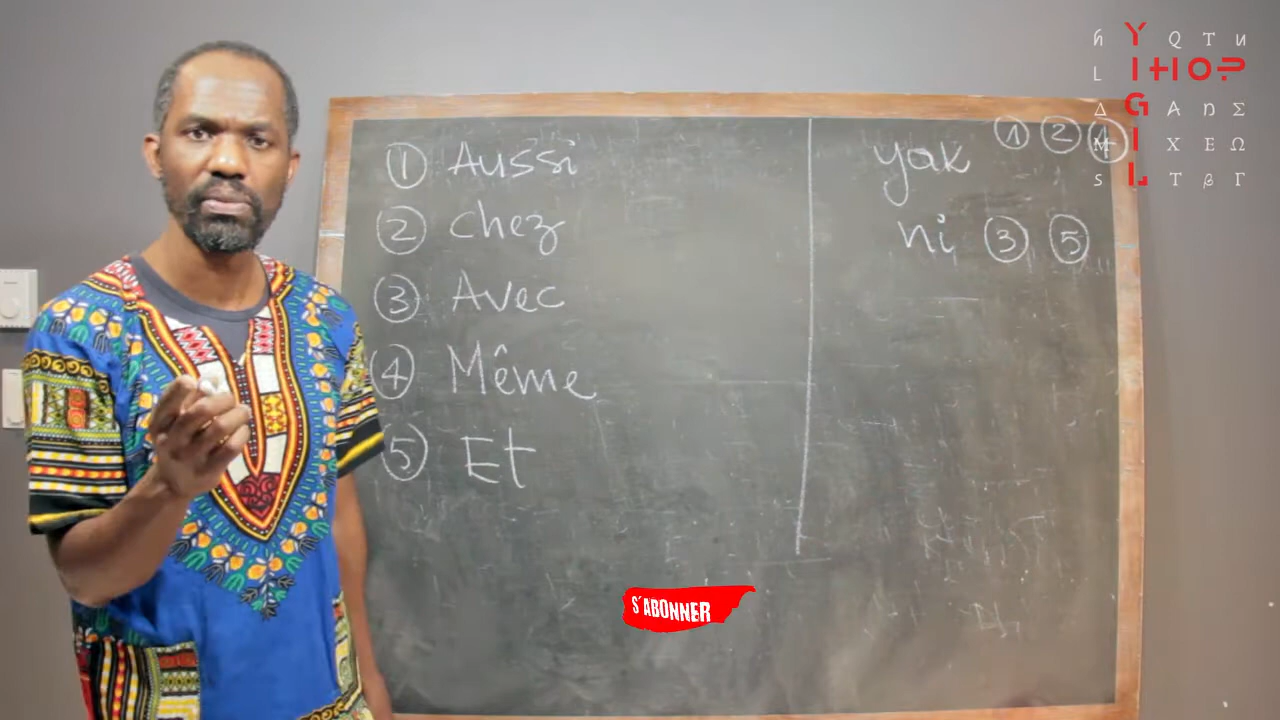 ① Aussi
② chez
③ Avec
④ Même
⑤ Et
yak ① ② ④
ni ③ ⑤
S'ABONNER
Y Q T И
L I H O P
Δ G A Ŋ Σ
M I X E Ω
S L T β Γ